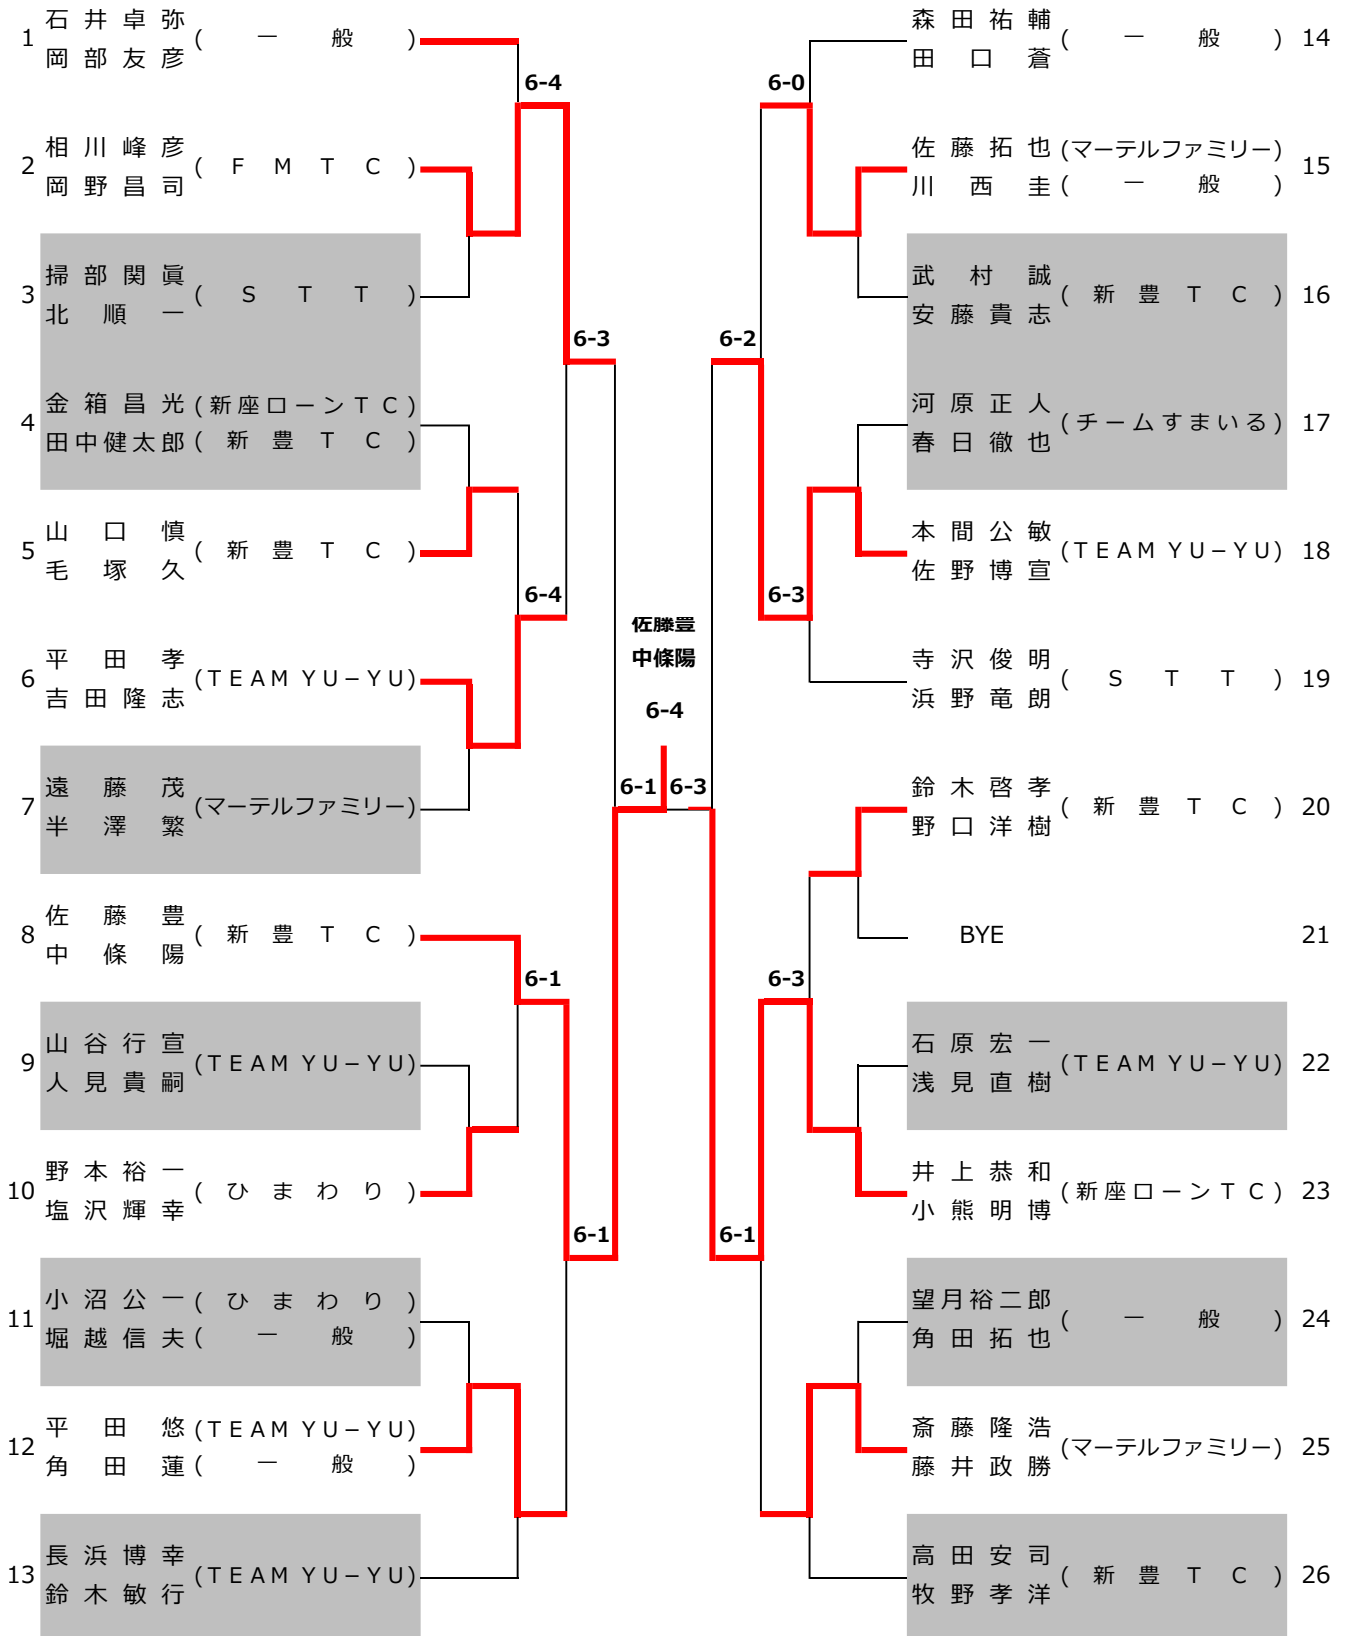 1 石井卓弥 (一般)
岡部友彦
6-4
2 相川峰彦 (FMTC)
岡野昌司
3 掃部関眞 (STT)
北順一
6-3
4 金箱昌光 (新座ローンTC)
田中健太郎 (新豊TC)
5 山口慎 (新豊TC)
毛塚久
6-4
6 平田孝 (TEAM YU-YU)
吉田隆志
7 遠藤茂 (マーテルファミリー)
半澤繁
8 佐藤豊 (新豊TC)
中條陽
6-1
9 山谷行宣 (TEAM YU-YU)
人見貴嗣
10 野本裕一 (ひまわり)
塩沢輝幸
6-1
11 小沼公一 (ひまわり)
堀越信夫 (一般)
12 平田悠 (TEAM YU-YU)
角田蓮 (一般)
13 長浜博幸 (TEAM YU-YU)
鈴木敏行
佐藤豊
中條陽
6-4
6-1 6-3
森田祐輔 (一般) 14
田口蒼
6-0
佐藤拓也 (マーテルファミリー) 15
川西圭 (一般)
武村誠 (新豊TC) 16
安藤貴志
6-2
河原正人 (チームすまいる) 17
春日徹也
本間公敏 (TEAM YU-YU) 18
佐野博宣
6-3
寺沢俊明 (STT) 19
浜野竜朗
鈴木啓孝 (新豊TC) 20
野口洋樹
BYE 21
6-3
石原宏一 (TEAM YU-YU) 22
浅見直樹
井上恭和 (新座ローンTC) 23
小熊明博
6-1
望月裕二郎 (一般) 24
角田拓也
斎藤隆浩 (マーテルファミリー) 25
藤井政勝
高田安司 (新豊TC) 26
牧野孝洋